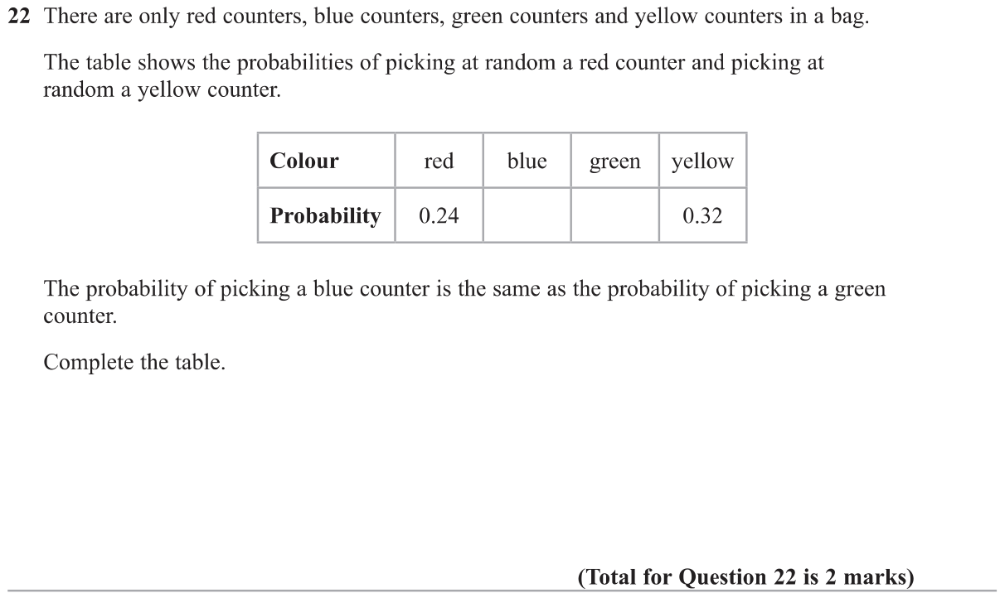 22 There are only red counters, blue counters, green counters and yellow counters in a bag.
The table shows the probabilities of picking at random a red counter and picking at
random a yellow counter.
Colour red blue green yellow
Probability 0.24 0.32
The probability of picking a blue counter is the same as the probability of picking a green
counter.
Complete the table.
(Total for Question 22 is 2 marks)